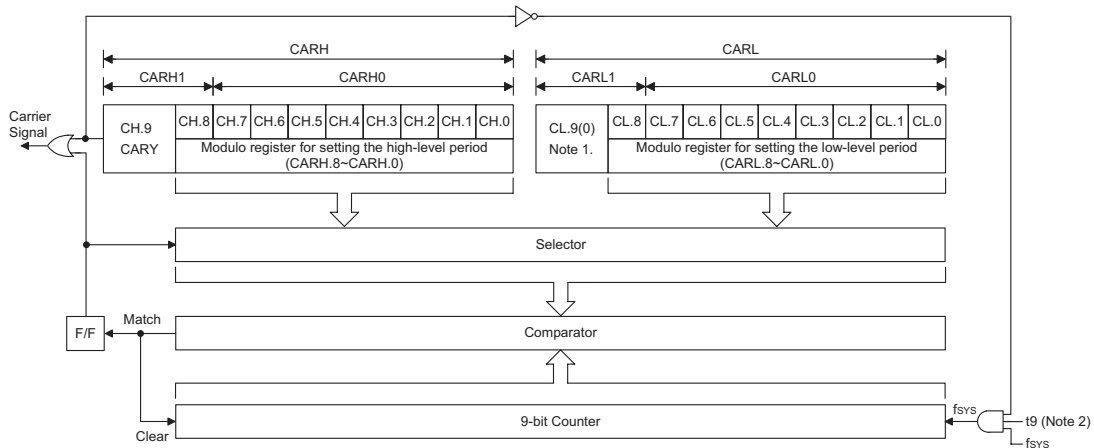 CARH
CARL
CARH1
CARH0
CARL1
CARL0
Carrier
Signal
CH.9
CARY
CH.8 CH.7 CH.6 CH.5 CH.4 CH.3 CH.2 CH.1 CH.0
Modulo register for setting the high-level period
(CARH.8~CARH.0)
CL.9(0)
Note 1.
CL.8 CL.7 CL.6 CL.5 CL.4 CL.3 CL.2 CL.1 CL.0
Modulo register for setting the low-level period
(CARL.8~CARL.0)
Selector
F/F
Match
Comparator
Clear
9-bit Counter
fSYS
t9 (Note 2)
fSYS